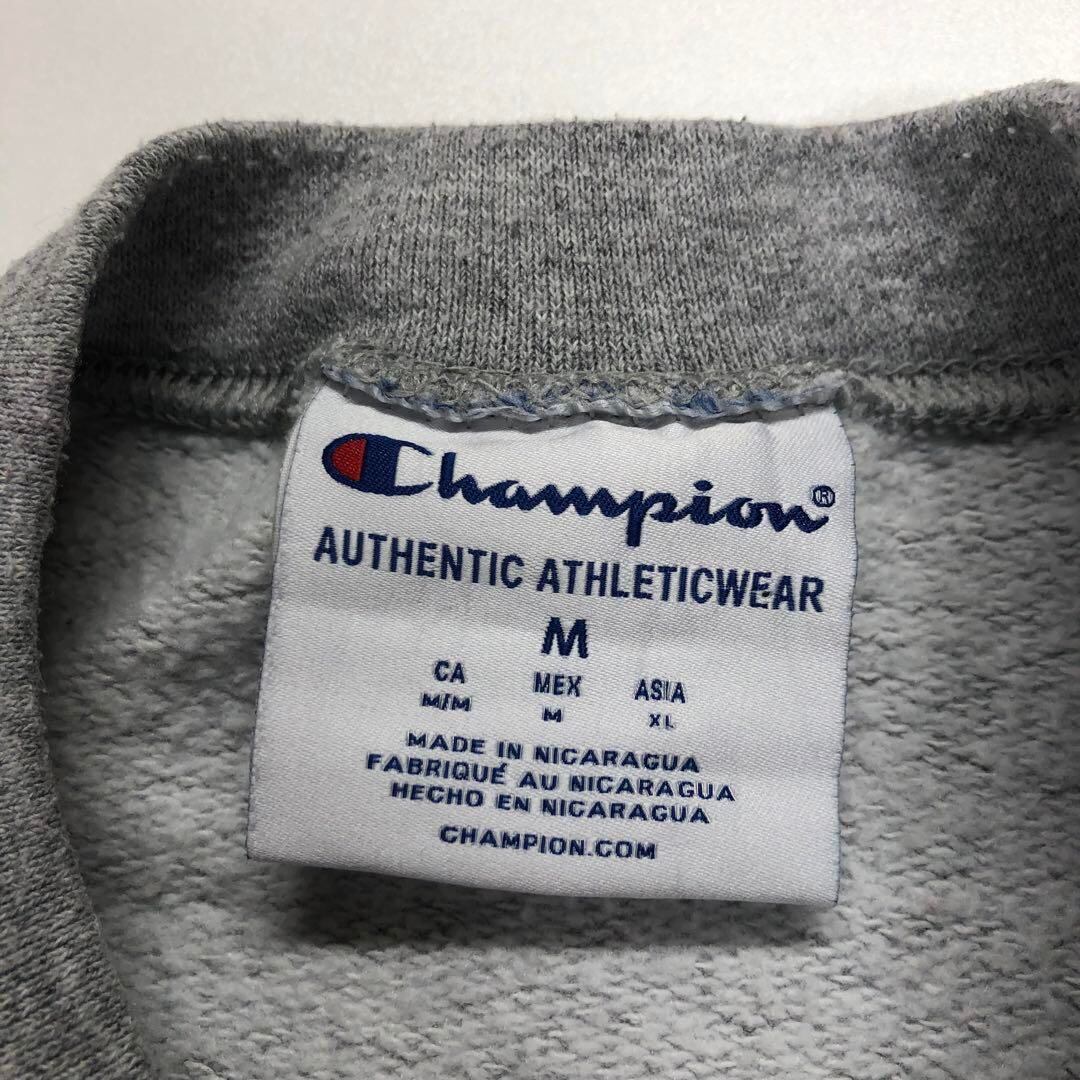 Champion®
AUTHENTIC ATHLETICWEAR
M
CA MEX ASIA
M/M M XL
MADE IN NICARAGUA
FABRIQUÉ AU NICARAGUA
HECHO EN NICARAGUA
CHAMPION.COM